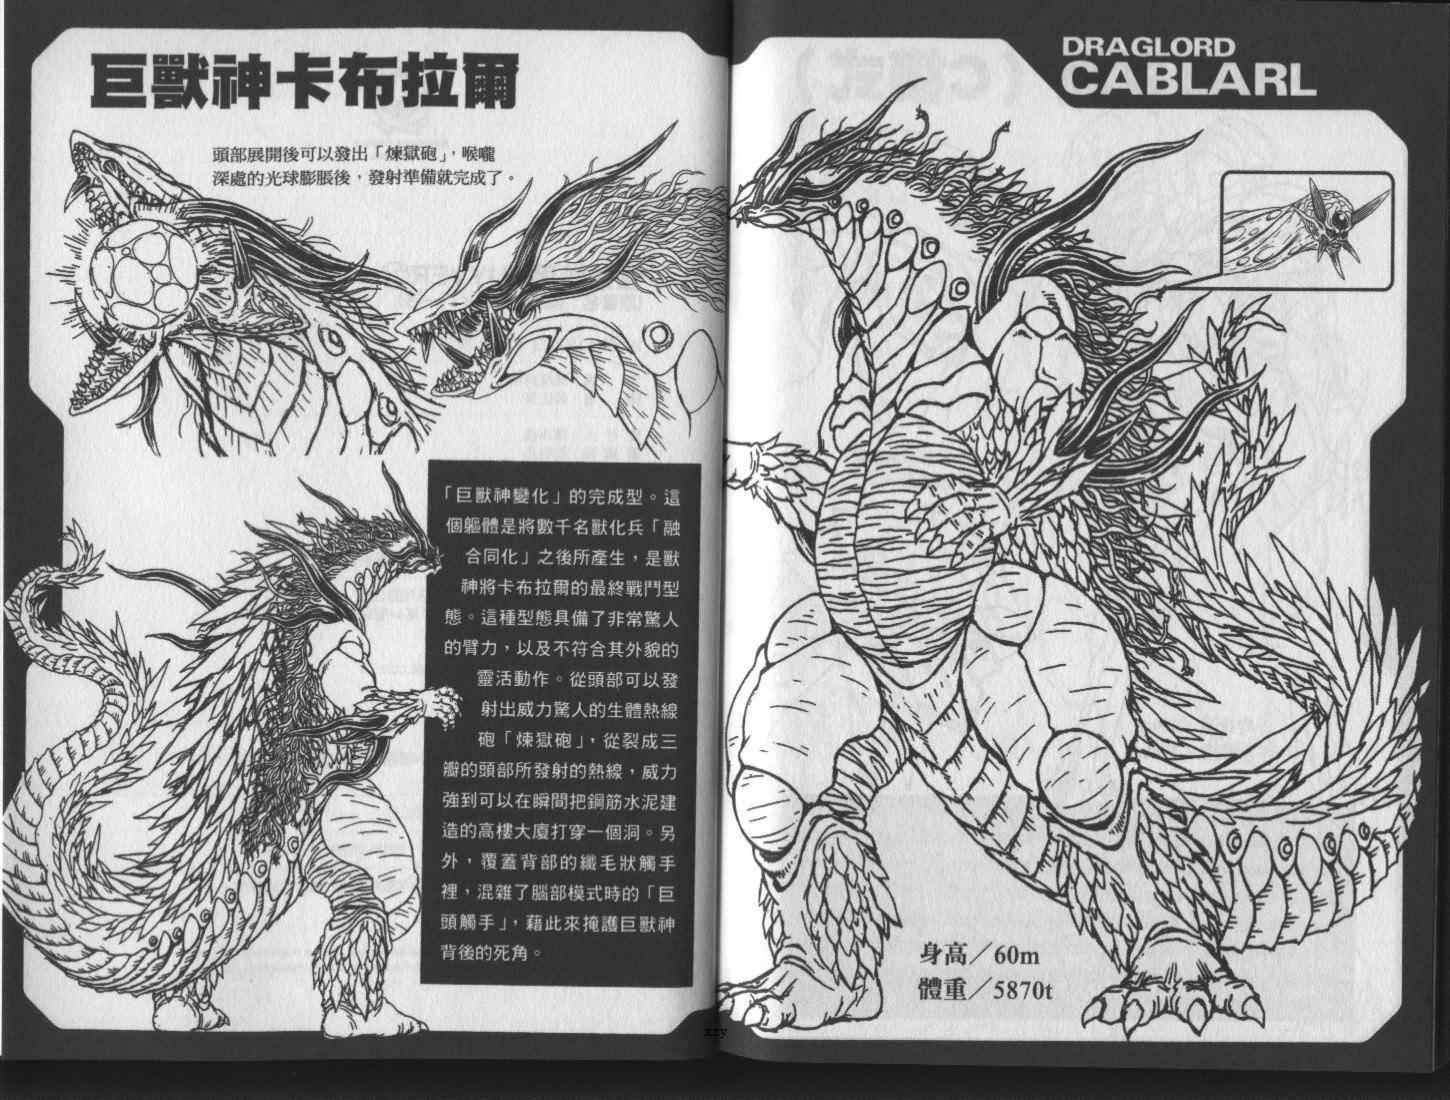 巨獸神卡布拉爾
頭部展開後可以發出「煉獄砲」，喉嚨
深處的光球膨脹後，發射準備就完成了。
「巨獸神變化」的完成型。這
個軀體是將數千名獸化兵「融
合同化」之後所產生，是獸
神將卡布拉爾的最終戰鬥型
態。這種型態具備了非常驚人
的臂力，以及不符合其外貌的
靈活動作。從頭部可以發
射出威力驚人的生體熱線
砲「煉獄砲」，從裂成三
瓣的頭部所發射的熱線，威力
強到可以在瞬間把鋼筋水泥建
造的高樓大廈打穿一個洞。另
外，覆蓋背部的纖毛狀觸手
裡，混雜了腦部模式時的「巨
頭觸手」，藉此來掩護巨獸神
背後的死角。
DRAGLORD
CABLARL
身高／60m
體重／5870t